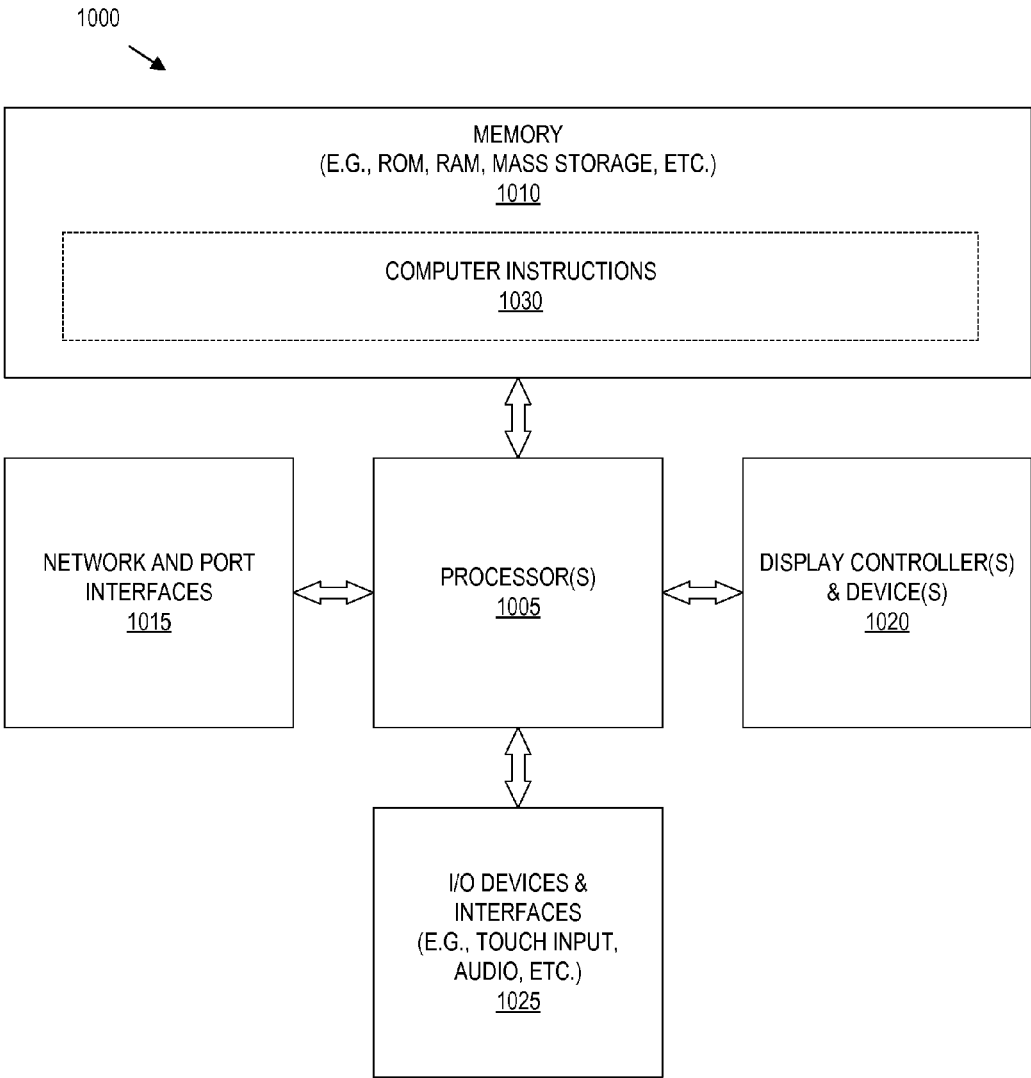 1000
MEMORY
(E.G., ROM, RAM, MASS STORAGE, ETC.)
1010
COMPUTER INSTRUCTIONS
1030
NETWORK AND PORT
INTERFACES
1015
PROCESSOR(S)
1005
DISPLAY CONTROLLER(S)
& DEVICE(S)
1020
I/O DEVICES &
INTERFACES
(E.G., TOUCH INPUT,
AUDIO, ETC.)
1025